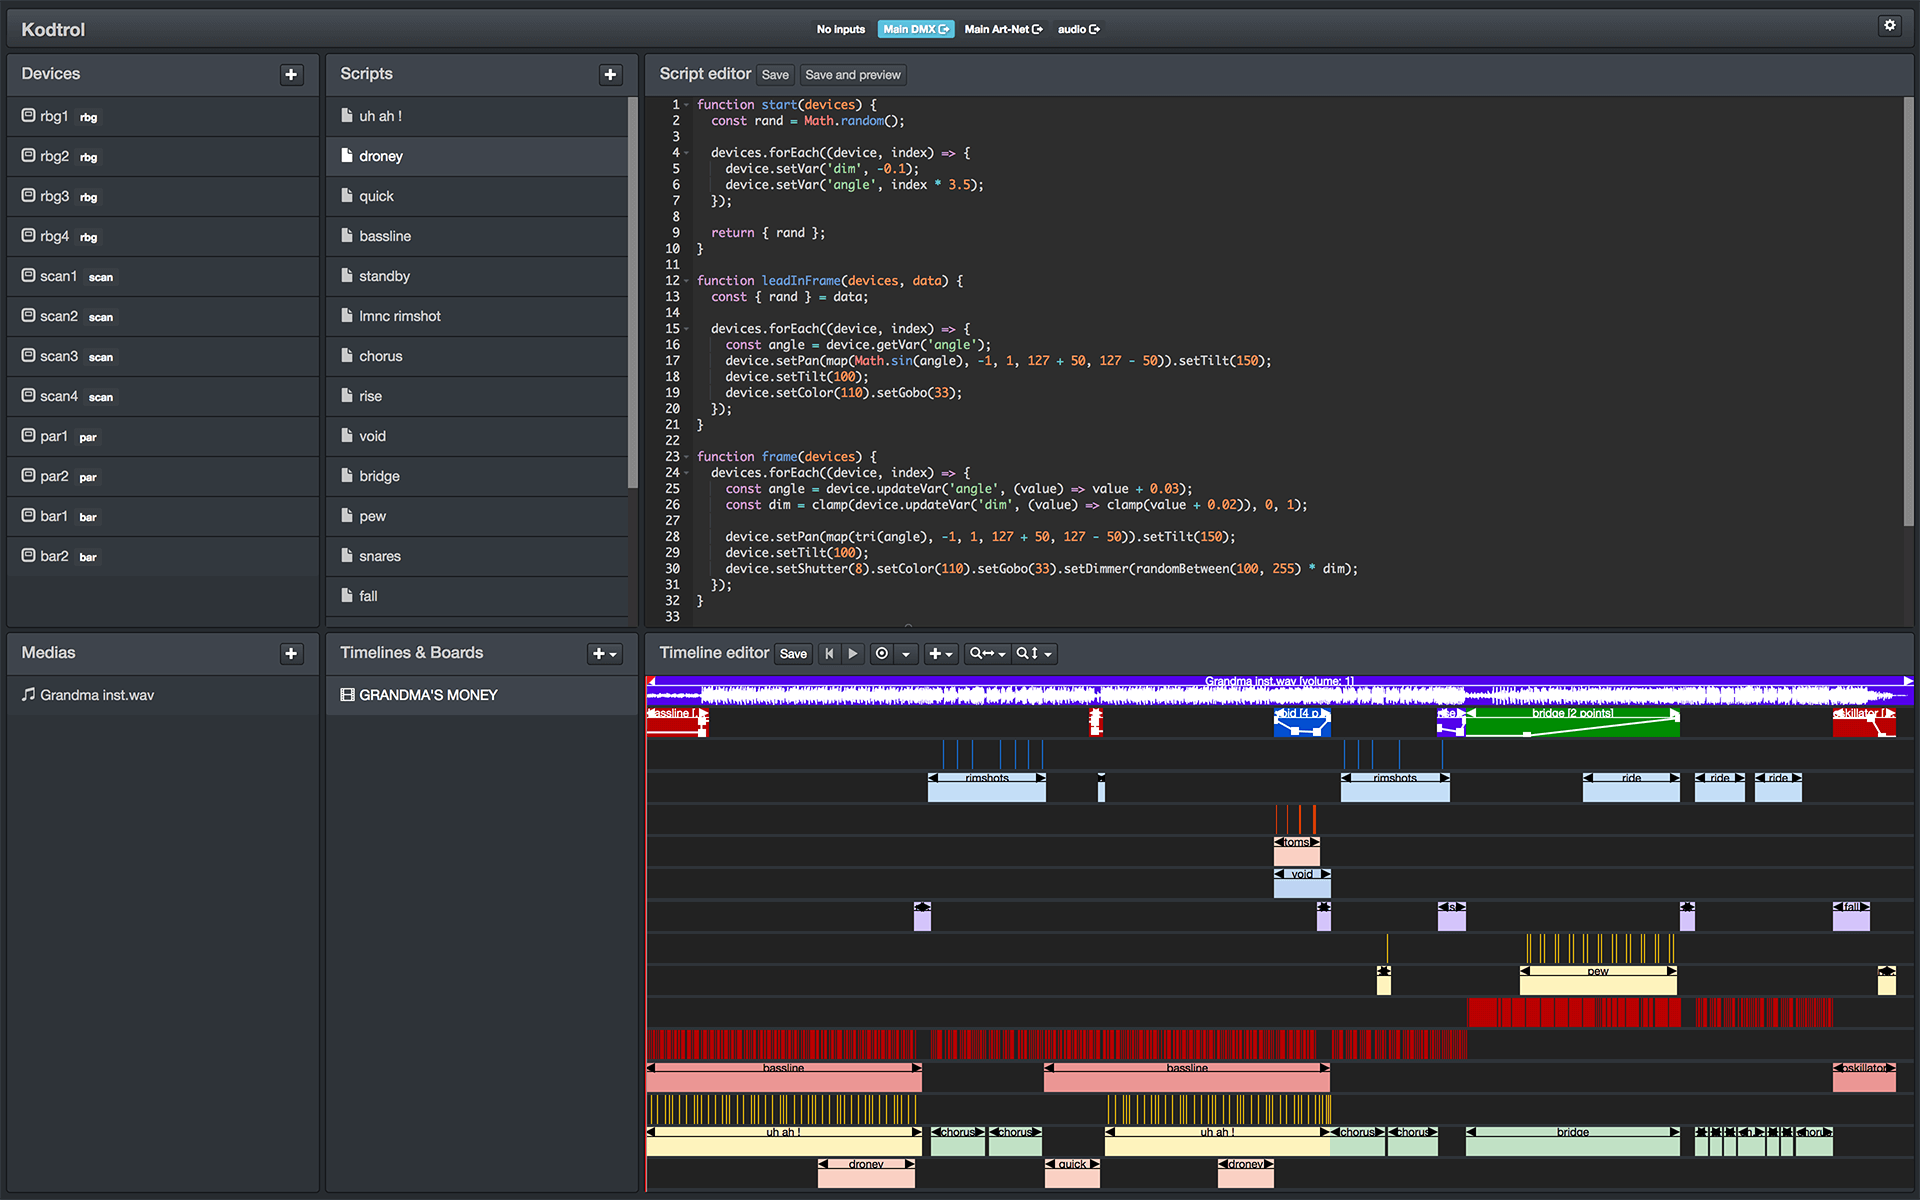 Kodtrol
No inputs Main DMX Main Art-Net audio
Devices
rbg1 rbg
rbg2 rbg
rbg3 rbg
rbg4 rbg
scan1 scan
scan2 scan
scan3 scan
scan4 scan
par1 par
par2 par
bar1 bar
bar2 bar
Scripts
uh ah !
droney
quick
bassline
standby
lmnc rimshot
chorus
rise
void
bridge
pew
snares
fall
Script editor Save Save and preview
1 function start(devices) {
2 const rand = Math.random();
3
4 devices.forEach((device, index) => {
5 device.setVar('dim', -0.1);
6 device.setVar('angle', index * 3.5);
7 });
8
9 return { rand };
10 }
11
12 function leadInFrame(devices, data) {
13 const { rand } = data;
14
15 devices.forEach((device, index) => {
16 const angle = device.getVar('angle');
17 device.setPan(map(Math.sin(angle), -1, 1, 127 + 50, 127 - 50)).setTilt(150);
18 device.setTilt(100);
19 device.setColor(110).setGobo(33);
20 });
21 }
22
23 function frame(devices) {
24 devices.forEach((device, index) => {
25 const angle = device.updateVar('angle', (value) => value + 0.03);
26 const dim = clamp(device.updateVar('dim', (value) => clamp(value + 0.02)), 0, 1);
27
28 device.setPan(map(tri(angle), -1, 1, 127 + 50, 127 - 50)).setTilt(150);
29 device.setTilt(100);
30 device.setShutter(8).setColor(110).setGobo(33).setDimmer(randomBetween(100, 255) * dim);
31 });
32 }
33
Medias
Grandma inst.wav
Timelines & Boards
GRANDMA'S MONEY
Timeline editor Save
Grandma inst.wav [volume: 1]
bridge [2 points]
rimshots rimshots ride ride ride
toms
void
fall
pew
bassline bassline oskillator
uh ah ! chorus chorus uh ah ! chorus chorus bridge
droney quick droney